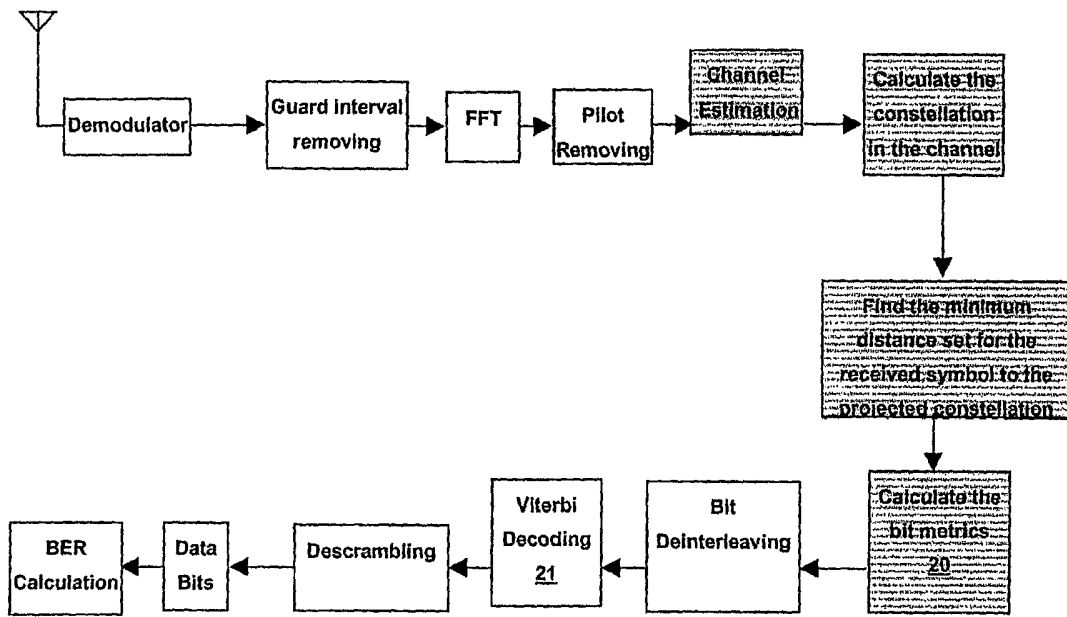 Demodulator
Guard interval
removing
FFT
Pilot
Removing
Channel
Estimation
Calculate the
constellation
in the channel
Find the minimum
distance set for the
received symbol to the
projected constellation
Calculate the
bit metrics
20
Bit
Deinterleaving
Viterbi
Decoding
21
Descrambling
Data
Bits
BER
Calculation